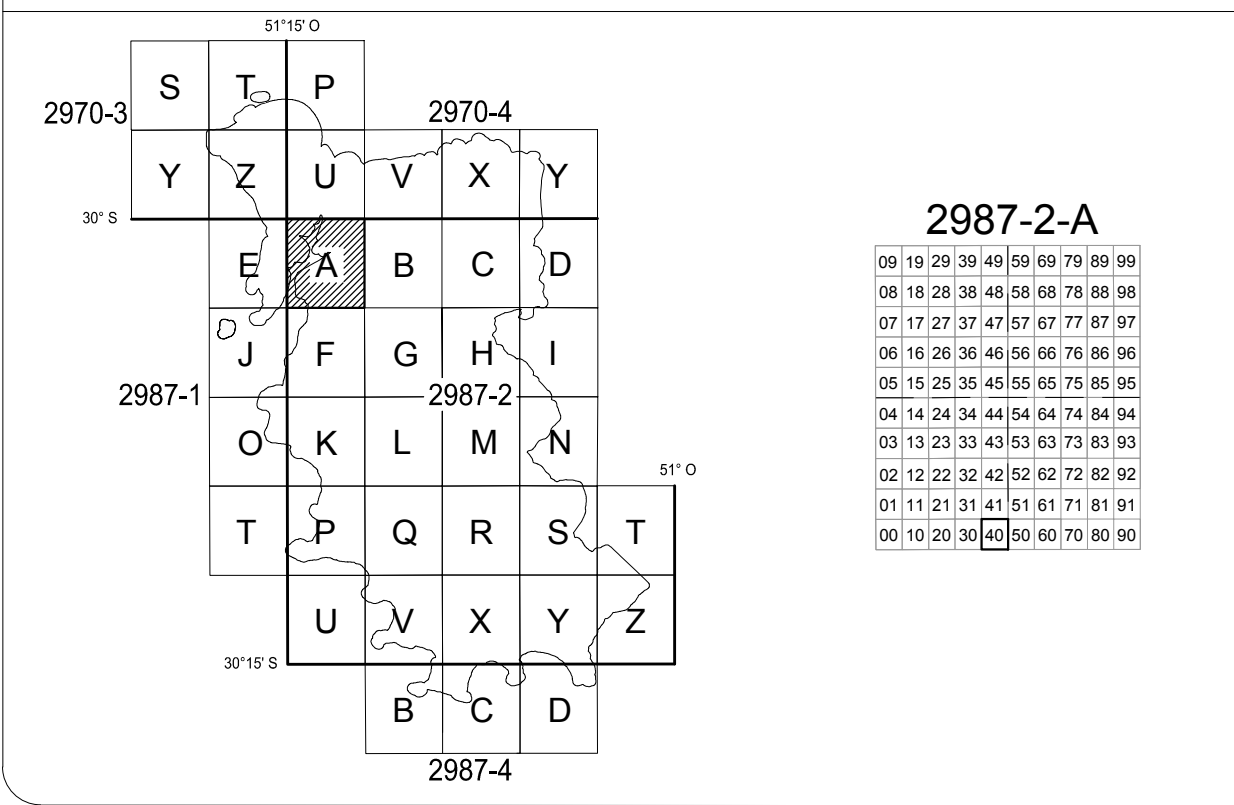 51°15' O
S T P
2970-3 2970-4
Y Z U V X Y
30° S
E A B C D
J F G H I
2987-1 2987-2
O K L M N
51° O
T P Q R S T
U V X Y Z
30°15' S
B C D
2987-4
2987-2-A
09 19 29 39 49 59 69 79 89 99
08 18 28 38 48 58 68 78 88 98
07 17 27 37 47 57 67 77 87 97
06 16 26 36 46 56 66 76 86 96
05 15 25 35 45 55 65 75 85 95
04 14 24 34 44 54 64 74 84 94
03 13 23 33 43 53 63 73 83 93
02 12 22 32 42 52 62 72 82 92
01 11 21 31 41 51 61 71 81 91
00 10 20 30 40 50 60 70 80 90